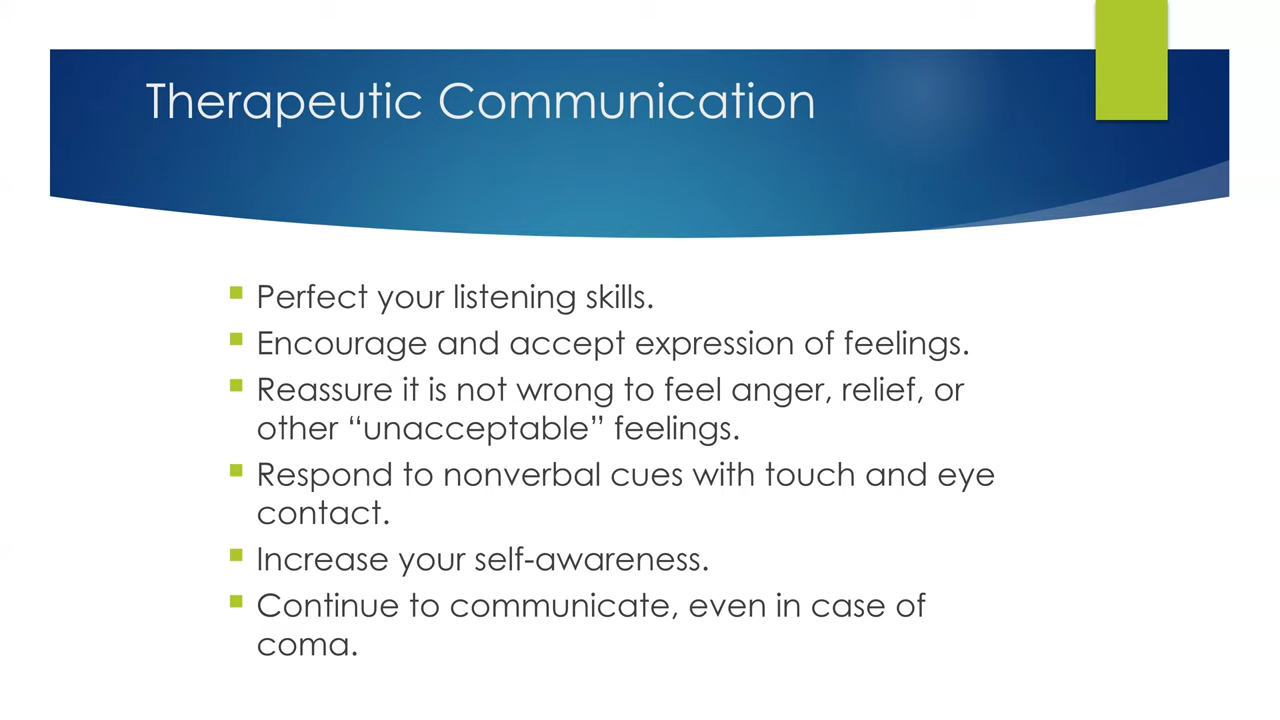 Therapeutic Communication
Perfect your listening skills.
Encourage and accept expression of feelings.
Reassure it is not wrong to feel anger, relief, or
other “unacceptable” feelings.
Respond to nonverbal cues with touch and eye
contact.
Increase your self-awareness.
Continue to communicate, even in case of
coma.